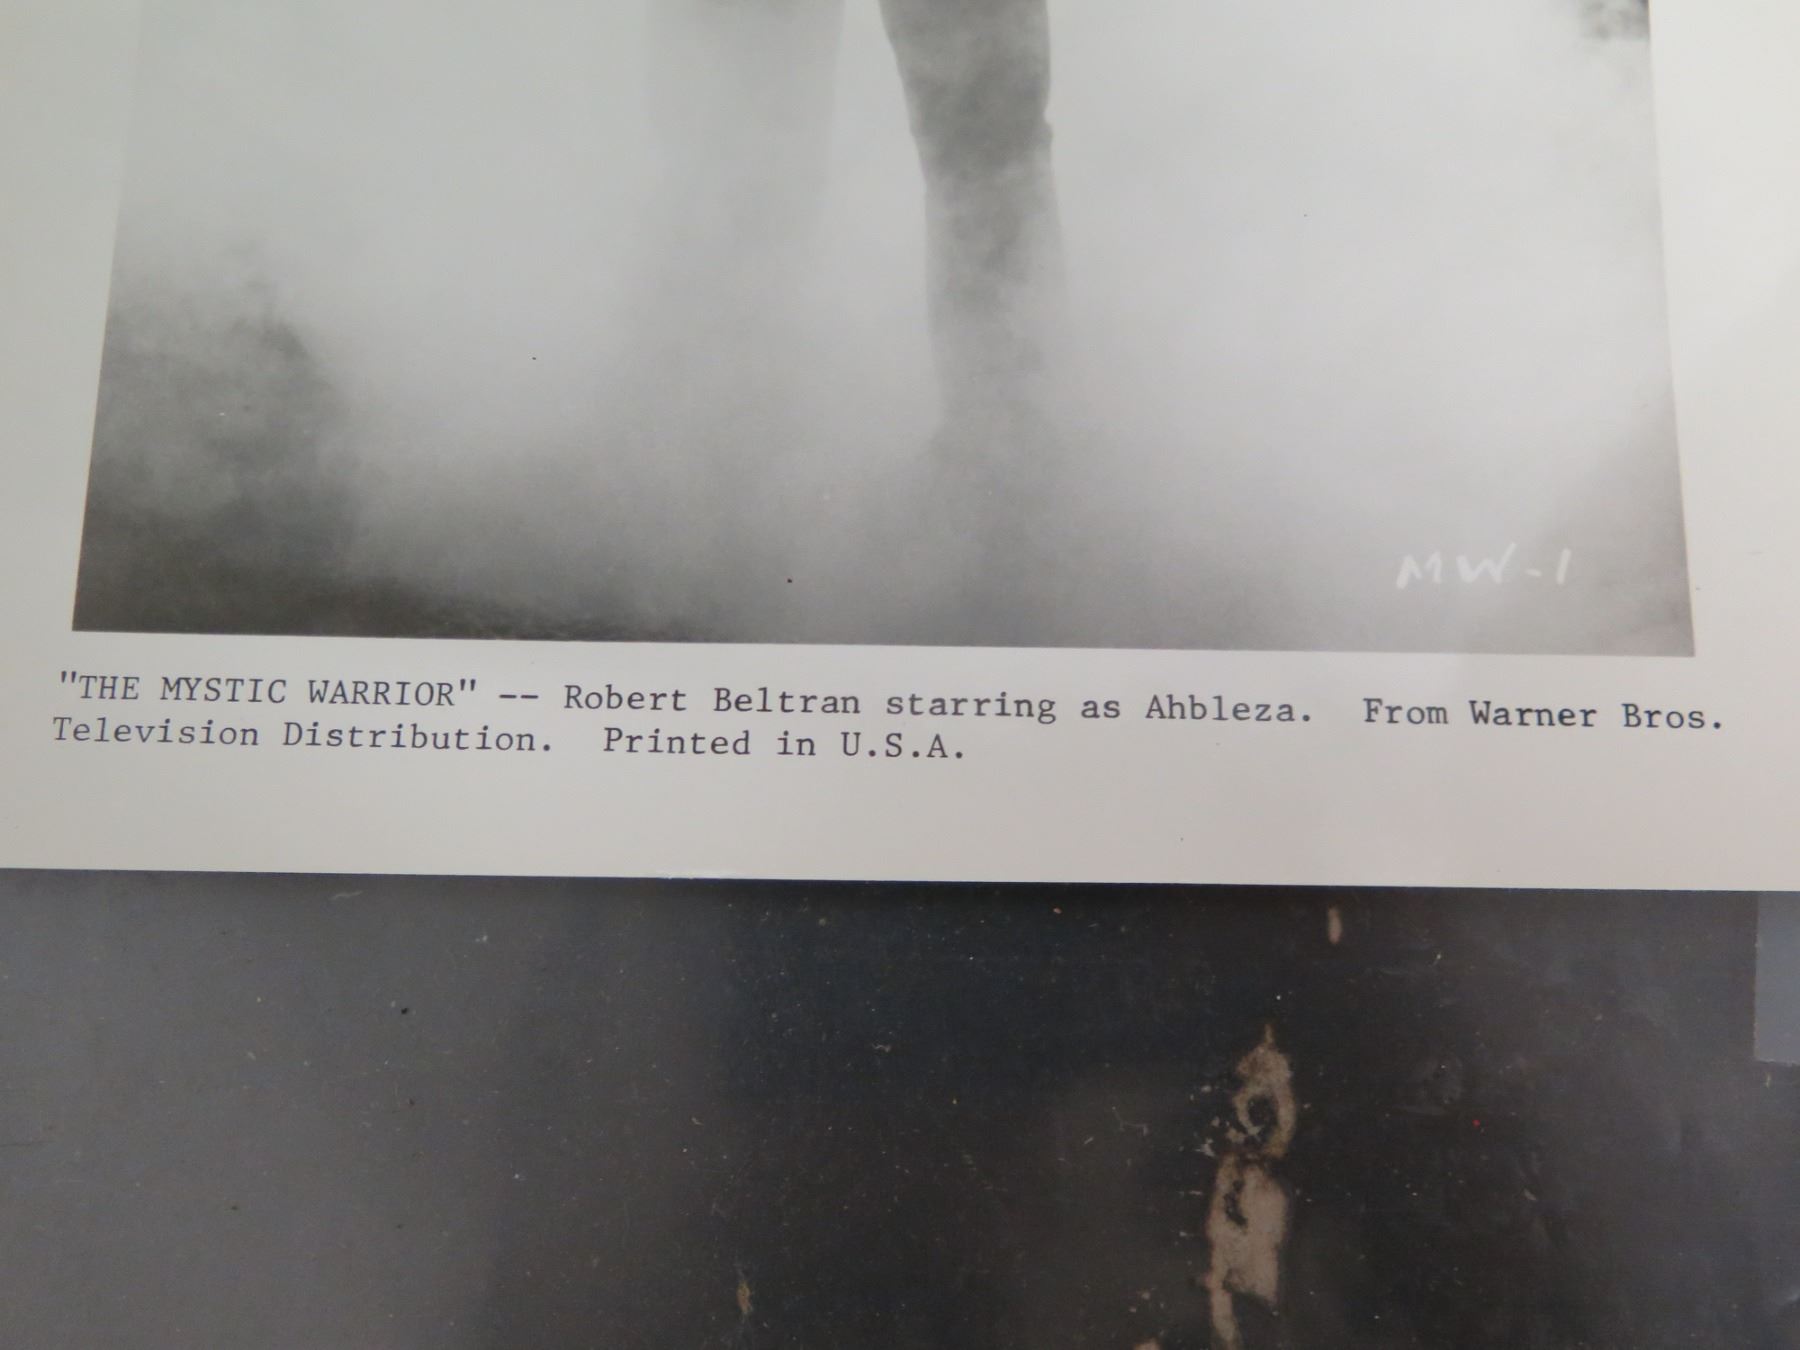 MW-1
"THE MYSTIC WARRIOR" -- Robert Beltran starring as Ahbleza.  From Warner Bros.
Television Distribution.  Printed in U.S.A.